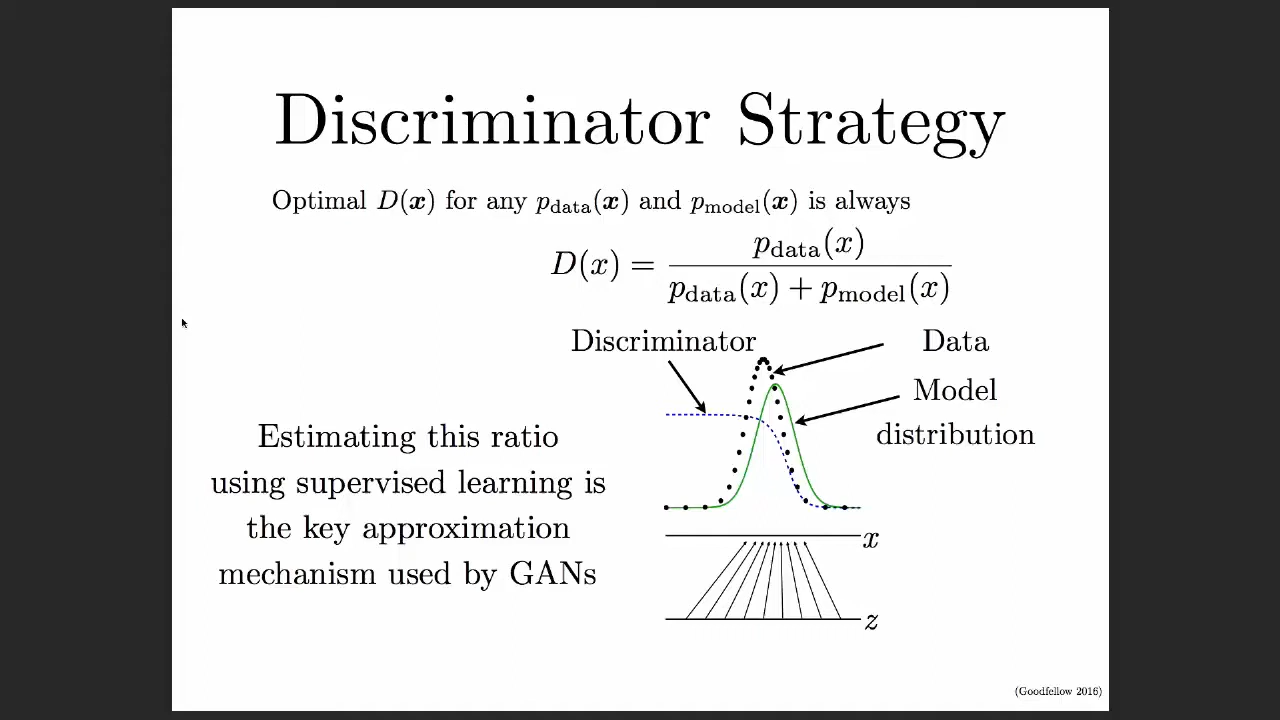 Discriminator Strategy
Optimal D(x) for any p_data(x) and p_model(x) is always
D(x) = p_data(x) / (p_data(x) + p_model(x))
Discriminator
Data
Model
distribution
Estimating this ratio
using supervised learning is
the key approximation
mechanism used by GANs
x
z
(Goodfellow 2016)